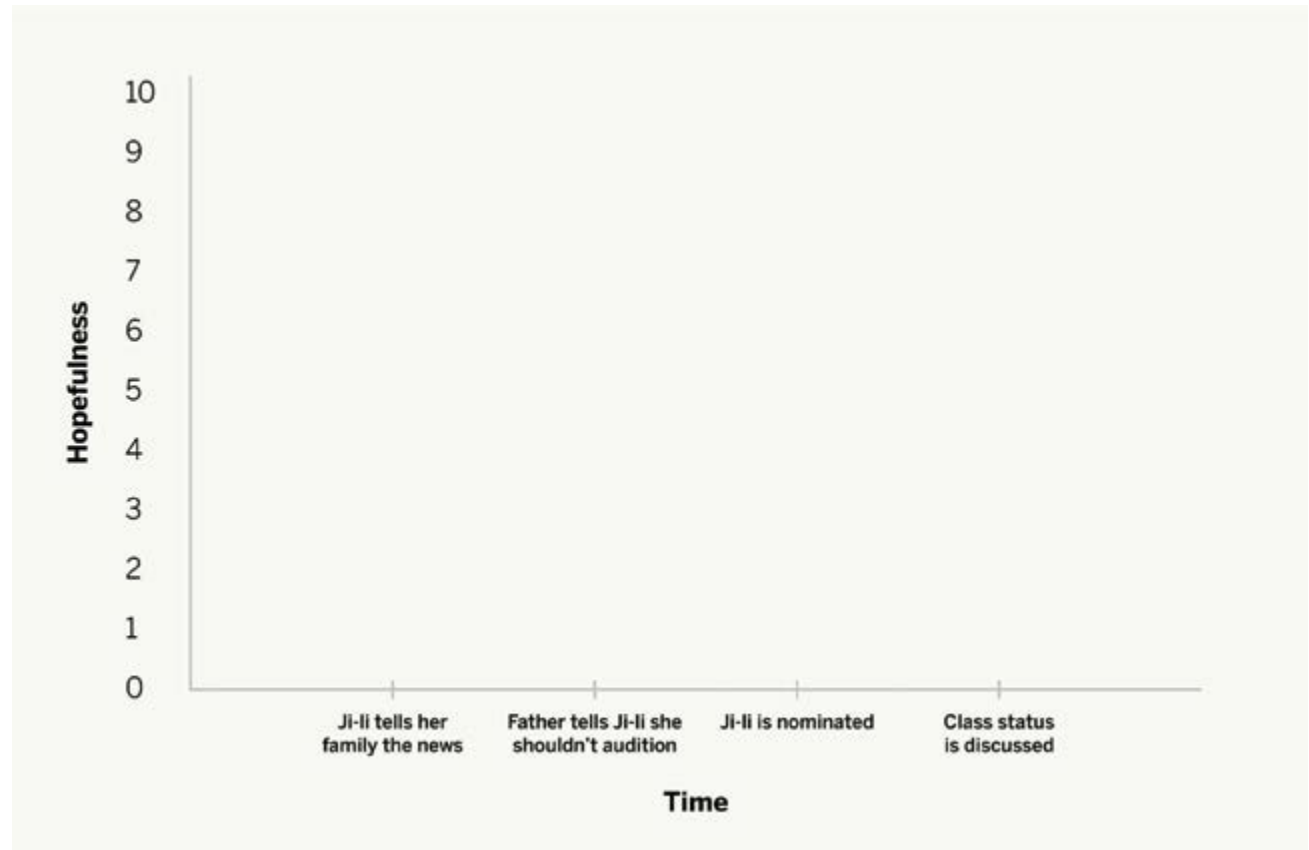 10
9
8
7
6
5
4
3
2
1
0
Hopefulness
Ji-li tells her
family the news
Father tells Ji-li she
shouldn't audition
Ji-li is nominated
Class status
is discussed
Time